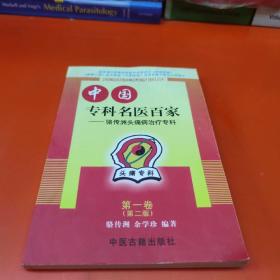 Medical Parasitology
中国
专科名医百家
——骆传洲头痛病治疗专科
头痛专科
第一卷
(第二版)
骆传洲 余学珍 编著
中医古籍出版社